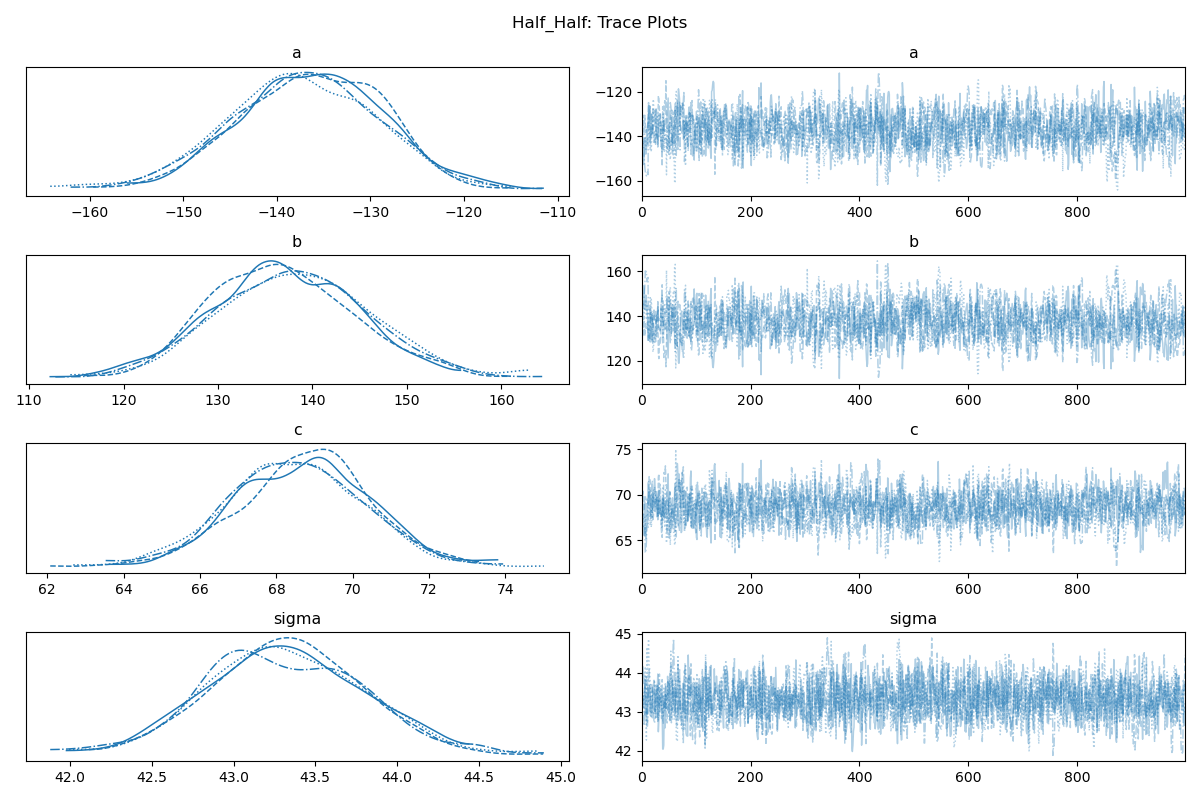 Half_Half: Trace Plots
a
a
−160 −150 −140 −130 −120 −110
−120
−140
−160
0 200 400 600 800
b
b
110 120 130 140 150 160
160
140
120
0 200 400 600 800
c
c
62 64 66 68 70 72 74
75
70
65
0 200 400 600 800
sigma
sigma
42.0 42.5 43.0 43.5 44.0 44.5 45.0
45
44
43
42
0 200 400 600 800